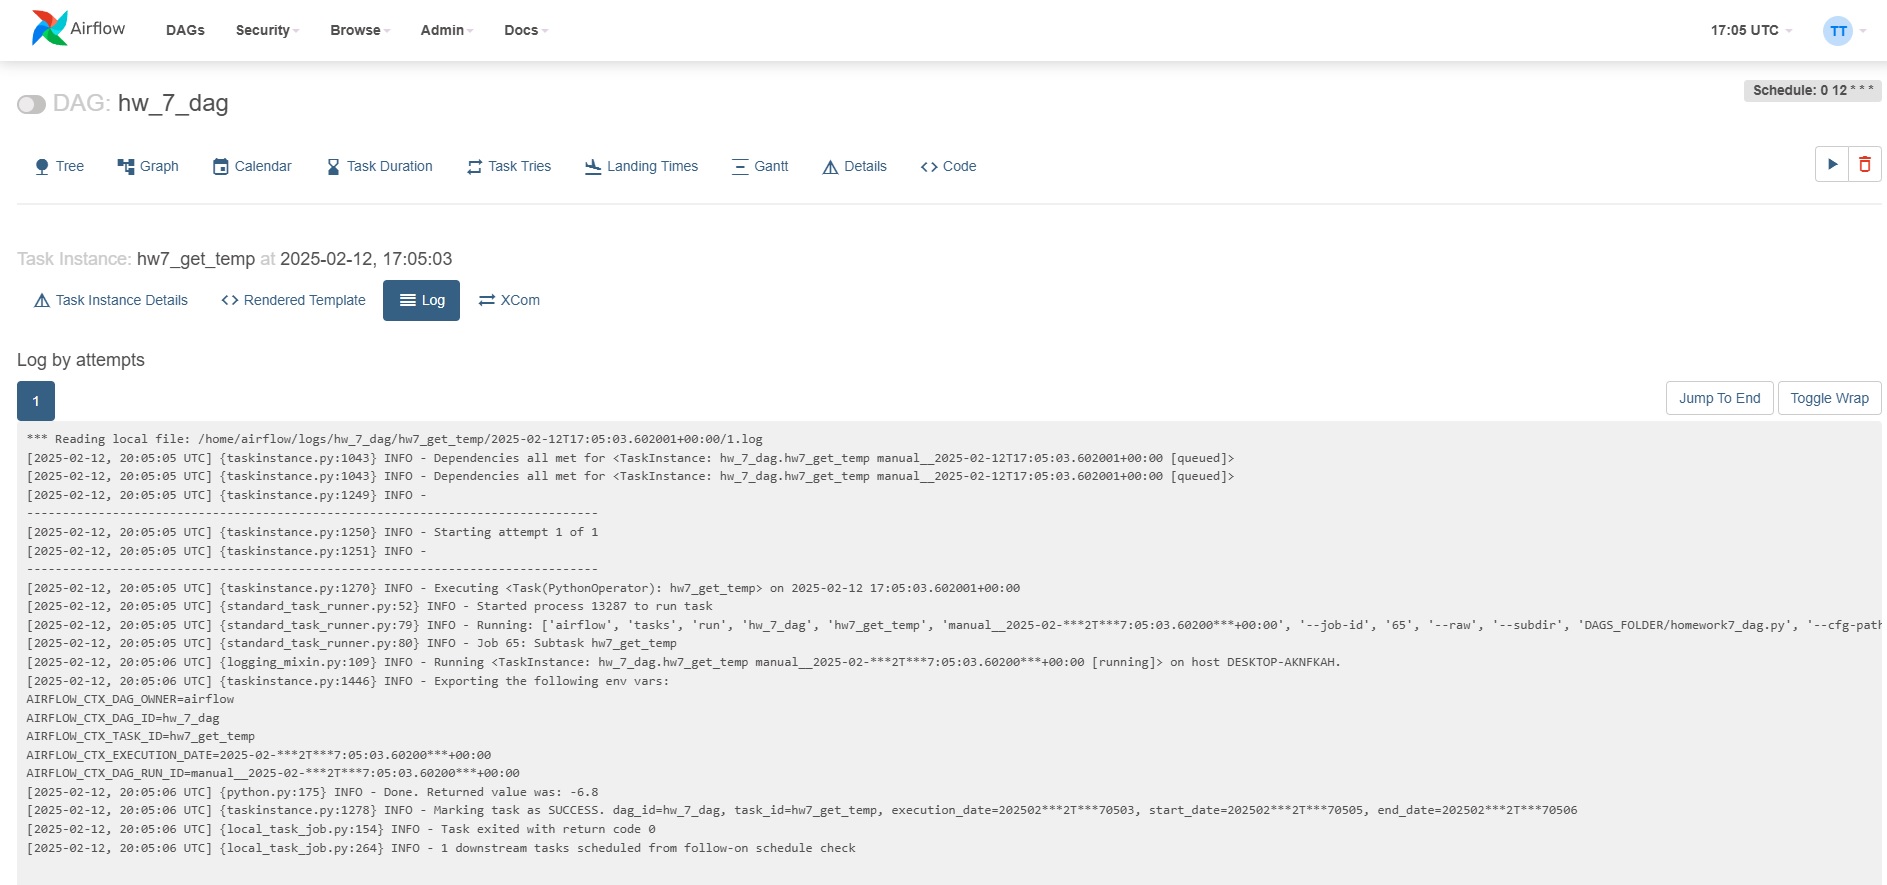 Airflow DAGs Security Browse Admin Docs 17:05 UTC TT
DAG: hw_7_dag
Schedule: 0 12 * * *
Tree Graph Calendar Task Duration Task Tries Landing Times Gantt Details Code
Task Instance: hw7_get_temp at 2025-02-12, 17:05:03
Task Instance Details Rendered Template Log XCom
Log by attempts
1
Jump To End Toggle Wrap
*** Reading local file: /home/airflow/logs/hw_7_dag/hw7_get_temp/2025-02-12T17:05:03.602001+00:00/1.log
[2025-02-12, 20:05:05 UTC] {taskinstance.py:1043} INFO - Dependencies all met for <TaskInstance: hw_7_dag.hw7_get_temp manual__2025-02-12T17:05:03.602001+00:00 [queued]>
[2025-02-12, 20:05:05 UTC] {taskinstance.py:1043} INFO - Dependencies all met for <TaskInstance: hw_7_dag.hw7_get_temp manual__2025-02-12T17:05:03.602001+00:00 [queued]>
[2025-02-12, 20:05:05 UTC] {taskinstance.py:1249} INFO -
--------------------------------------------------------------------------------
[2025-02-12, 20:05:05 UTC] {taskinstance.py:1250} INFO - Starting attempt 1 of 1
[2025-02-12, 20:05:05 UTC] {taskinstance.py:1251} INFO -
--------------------------------------------------------------------------------
[2025-02-12, 20:05:05 UTC] {taskinstance.py:1270} INFO - Executing <Task(PythonOperator): hw7_get_temp> on 2025-02-12 17:05:03.602001+00:00
[2025-02-12, 20:05:05 UTC] {standard_task_runner.py:52} INFO - Started process 13287 to run task
[2025-02-12, 20:05:05 UTC] {standard_task_runner.py:79} INFO - Running: ['airflow', 'tasks', 'run', 'hw_7_dag', 'hw7_get_temp', 'manual__2025-02-***2T***7:05:03.60200***+00:00', '--job-id', '65', '--raw', '--subdir', 'DAGS_FOLDER/homework7_dag.py', '--cfg-path
[2025-02-12, 20:05:05 UTC] {standard_task_runner.py:80} INFO - Job 65: Subtask hw7_get_temp
[2025-02-12, 20:05:06 UTC] {logging_mixin.py:109} INFO - Running <TaskInstance: hw_7_dag.hw7_get_temp manual__2025-02-***2T***7:05:03.60200***+00:00 [running]> on host DESKTOP-AKNFKAH.
[2025-02-12, 20:05:06 UTC] {taskinstance.py:1446} INFO - Exporting the following env vars:
AIRFLOW_CTX_DAG_OWNER=airflow
AIRFLOW_CTX_DAG_ID=hw_7_dag
AIRFLOW_CTX_TASK_ID=hw7_get_temp
AIRFLOW_CTX_EXECUTION_DATE=2025-02-***2T***7:05:03.60200***+00:00
AIRFLOW_CTX_DAG_RUN_ID=manual__2025-02-***2T***7:05:03.60200***+00:00
[2025-02-12, 20:05:06 UTC] {python.py:175} INFO - Done. Returned value was: -6.8
[2025-02-12, 20:05:06 UTC] {taskinstance.py:1278} INFO - Marking task as SUCCESS. dag_id=hw_7_dag, task_id=hw7_get_temp, execution_date=202502***2T***70503, start_date=202502***2T***70505, end_date=202502***2T***70506
[2025-02-12, 20:05:06 UTC] {local_task_job.py:154} INFO - Task exited with return code 0
[2025-02-12, 20:05:06 UTC] {local_task_job.py:264} INFO - 1 downstream tasks scheduled from follow-on schedule check